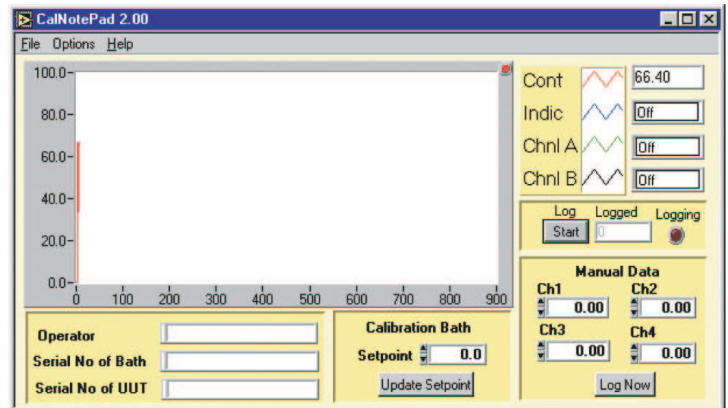 CalNotePad 2.00
File Options Help
100.0
80.0
60.0
40.0
20.0
0.0
0 100 200 300 400 500 600 700 800 900
Cont 66.40
Indic Off
Chnl A Off
Chnl B Off
Log Logged Logging
Start 0
Manual Data
Ch1 Ch2
0.00 0.00
Ch3 Ch4
0.00 0.00
Log Now
Operator
Serial No of Bath
Serial No of UUT
Calibration Bath
Setpoint 0.0
Update Setpoint